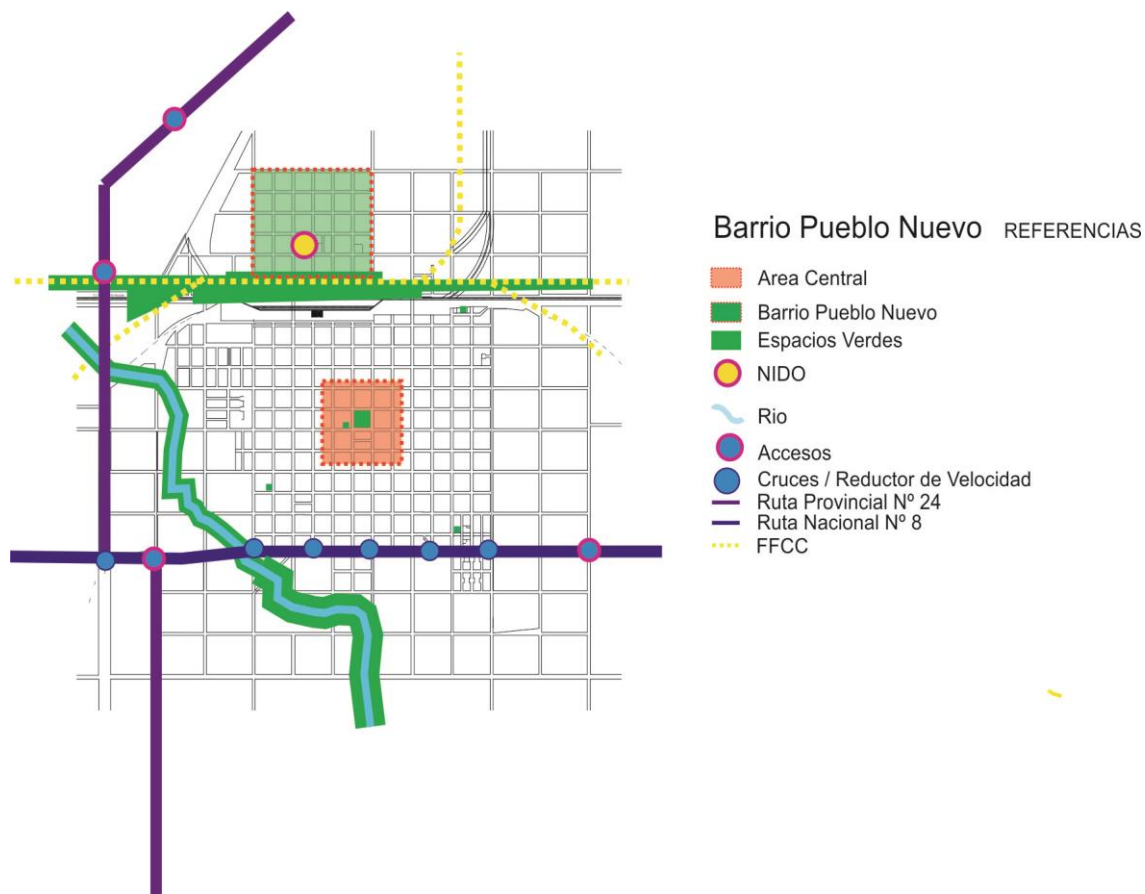 Barrio Pueblo Nuevo REFERENCIAS
Area Central
Barrio Pueblo Nuevo
Espacios Verdes
NIDO
Rio
Accesos
Cruces / Reductor de Velocidad
Ruta Provincial Nº 24
Ruta Nacional Nº 8
FFCC